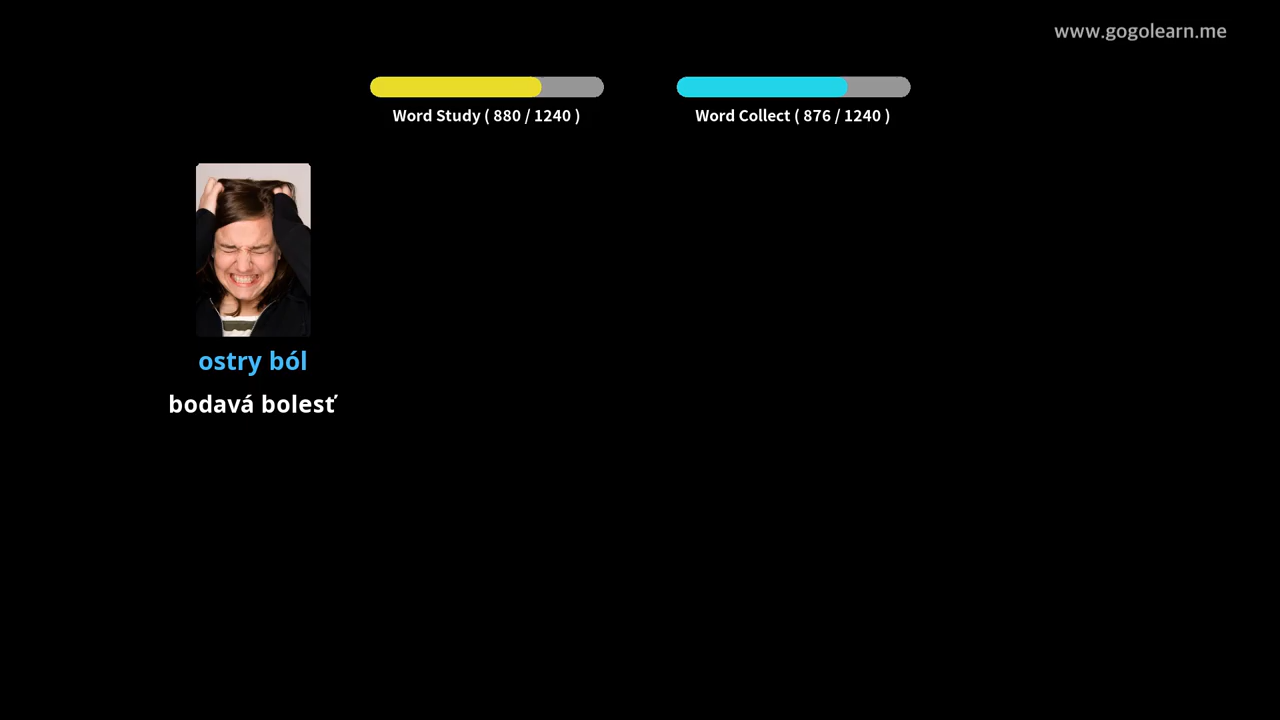 www.gogolearn.me
Word Study ( 880 / 1240 )
Word Collect ( 876 / 1240 )
ostry ból
bodavá bolesť